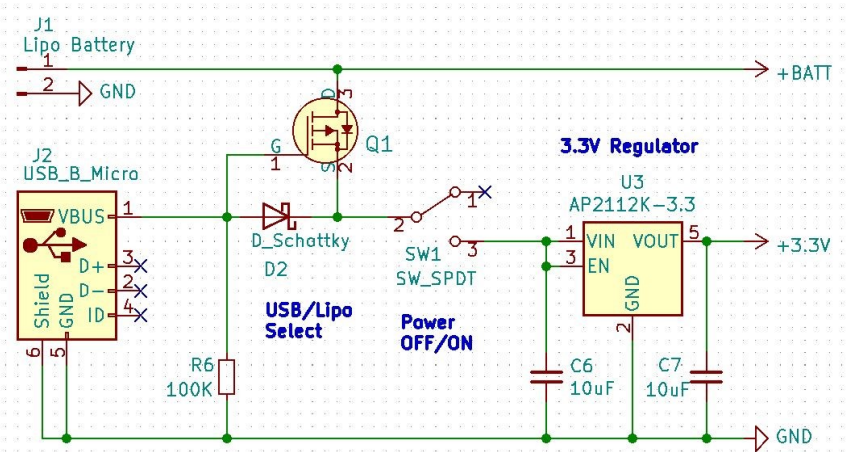 J1
Lipo Battery
1
2
GND
+BATT
D
3
Q1
G
1
S
2
J2
USB_B_Micro
VBUS
1
D+
3
D-
2
ID
4
Shield
GND
6
5
D_Schottky
D2
USB/Lipo
Select
R6
100K
1
2
3
SW1
SW_SPDT
Power
OFF/ON
3.3V Regulator
U3
AP2112K-3.3
1
VIN
VOUT
5
3
EN
GND
2
+3.3V
C6
10uF
C7
10uF
GND